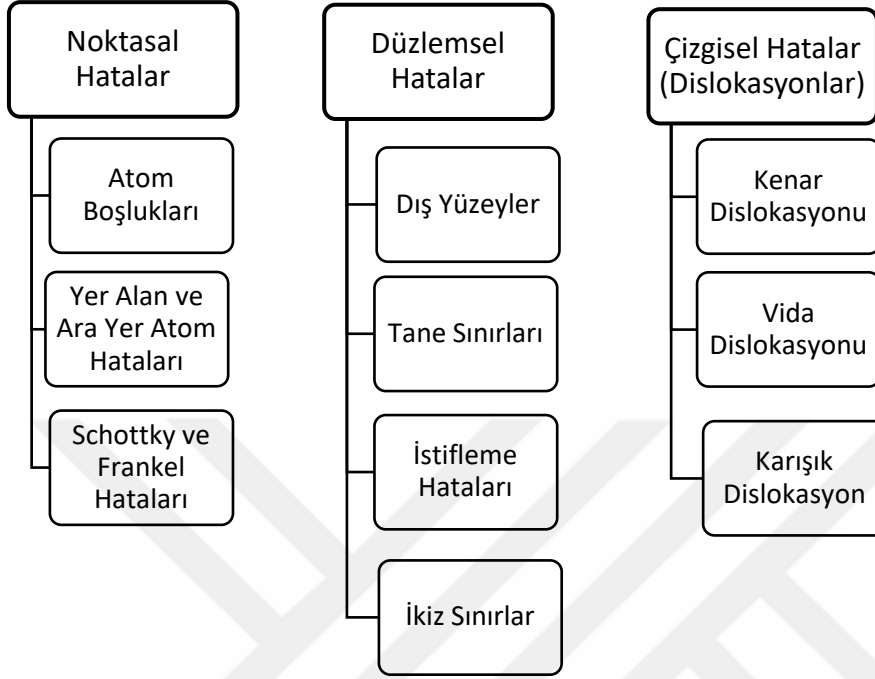 Noktasal
Hatalar
Atom
Boşlukları
Yer Alan ve
Ara Yer Atom
Hataları
Schottky ve
Frankel
Hataları
Düzlemsel
Hatalar
Dış Yüzeyler
Tane Sınırları
İstifleme
Hataları
İkiz Sınırlar
Çizgisel Hatalar
(Dislokasyonlar)
Kenar
Dislokasyonu
Vida
Dislokasyonu
Karışık
Dislokasyon